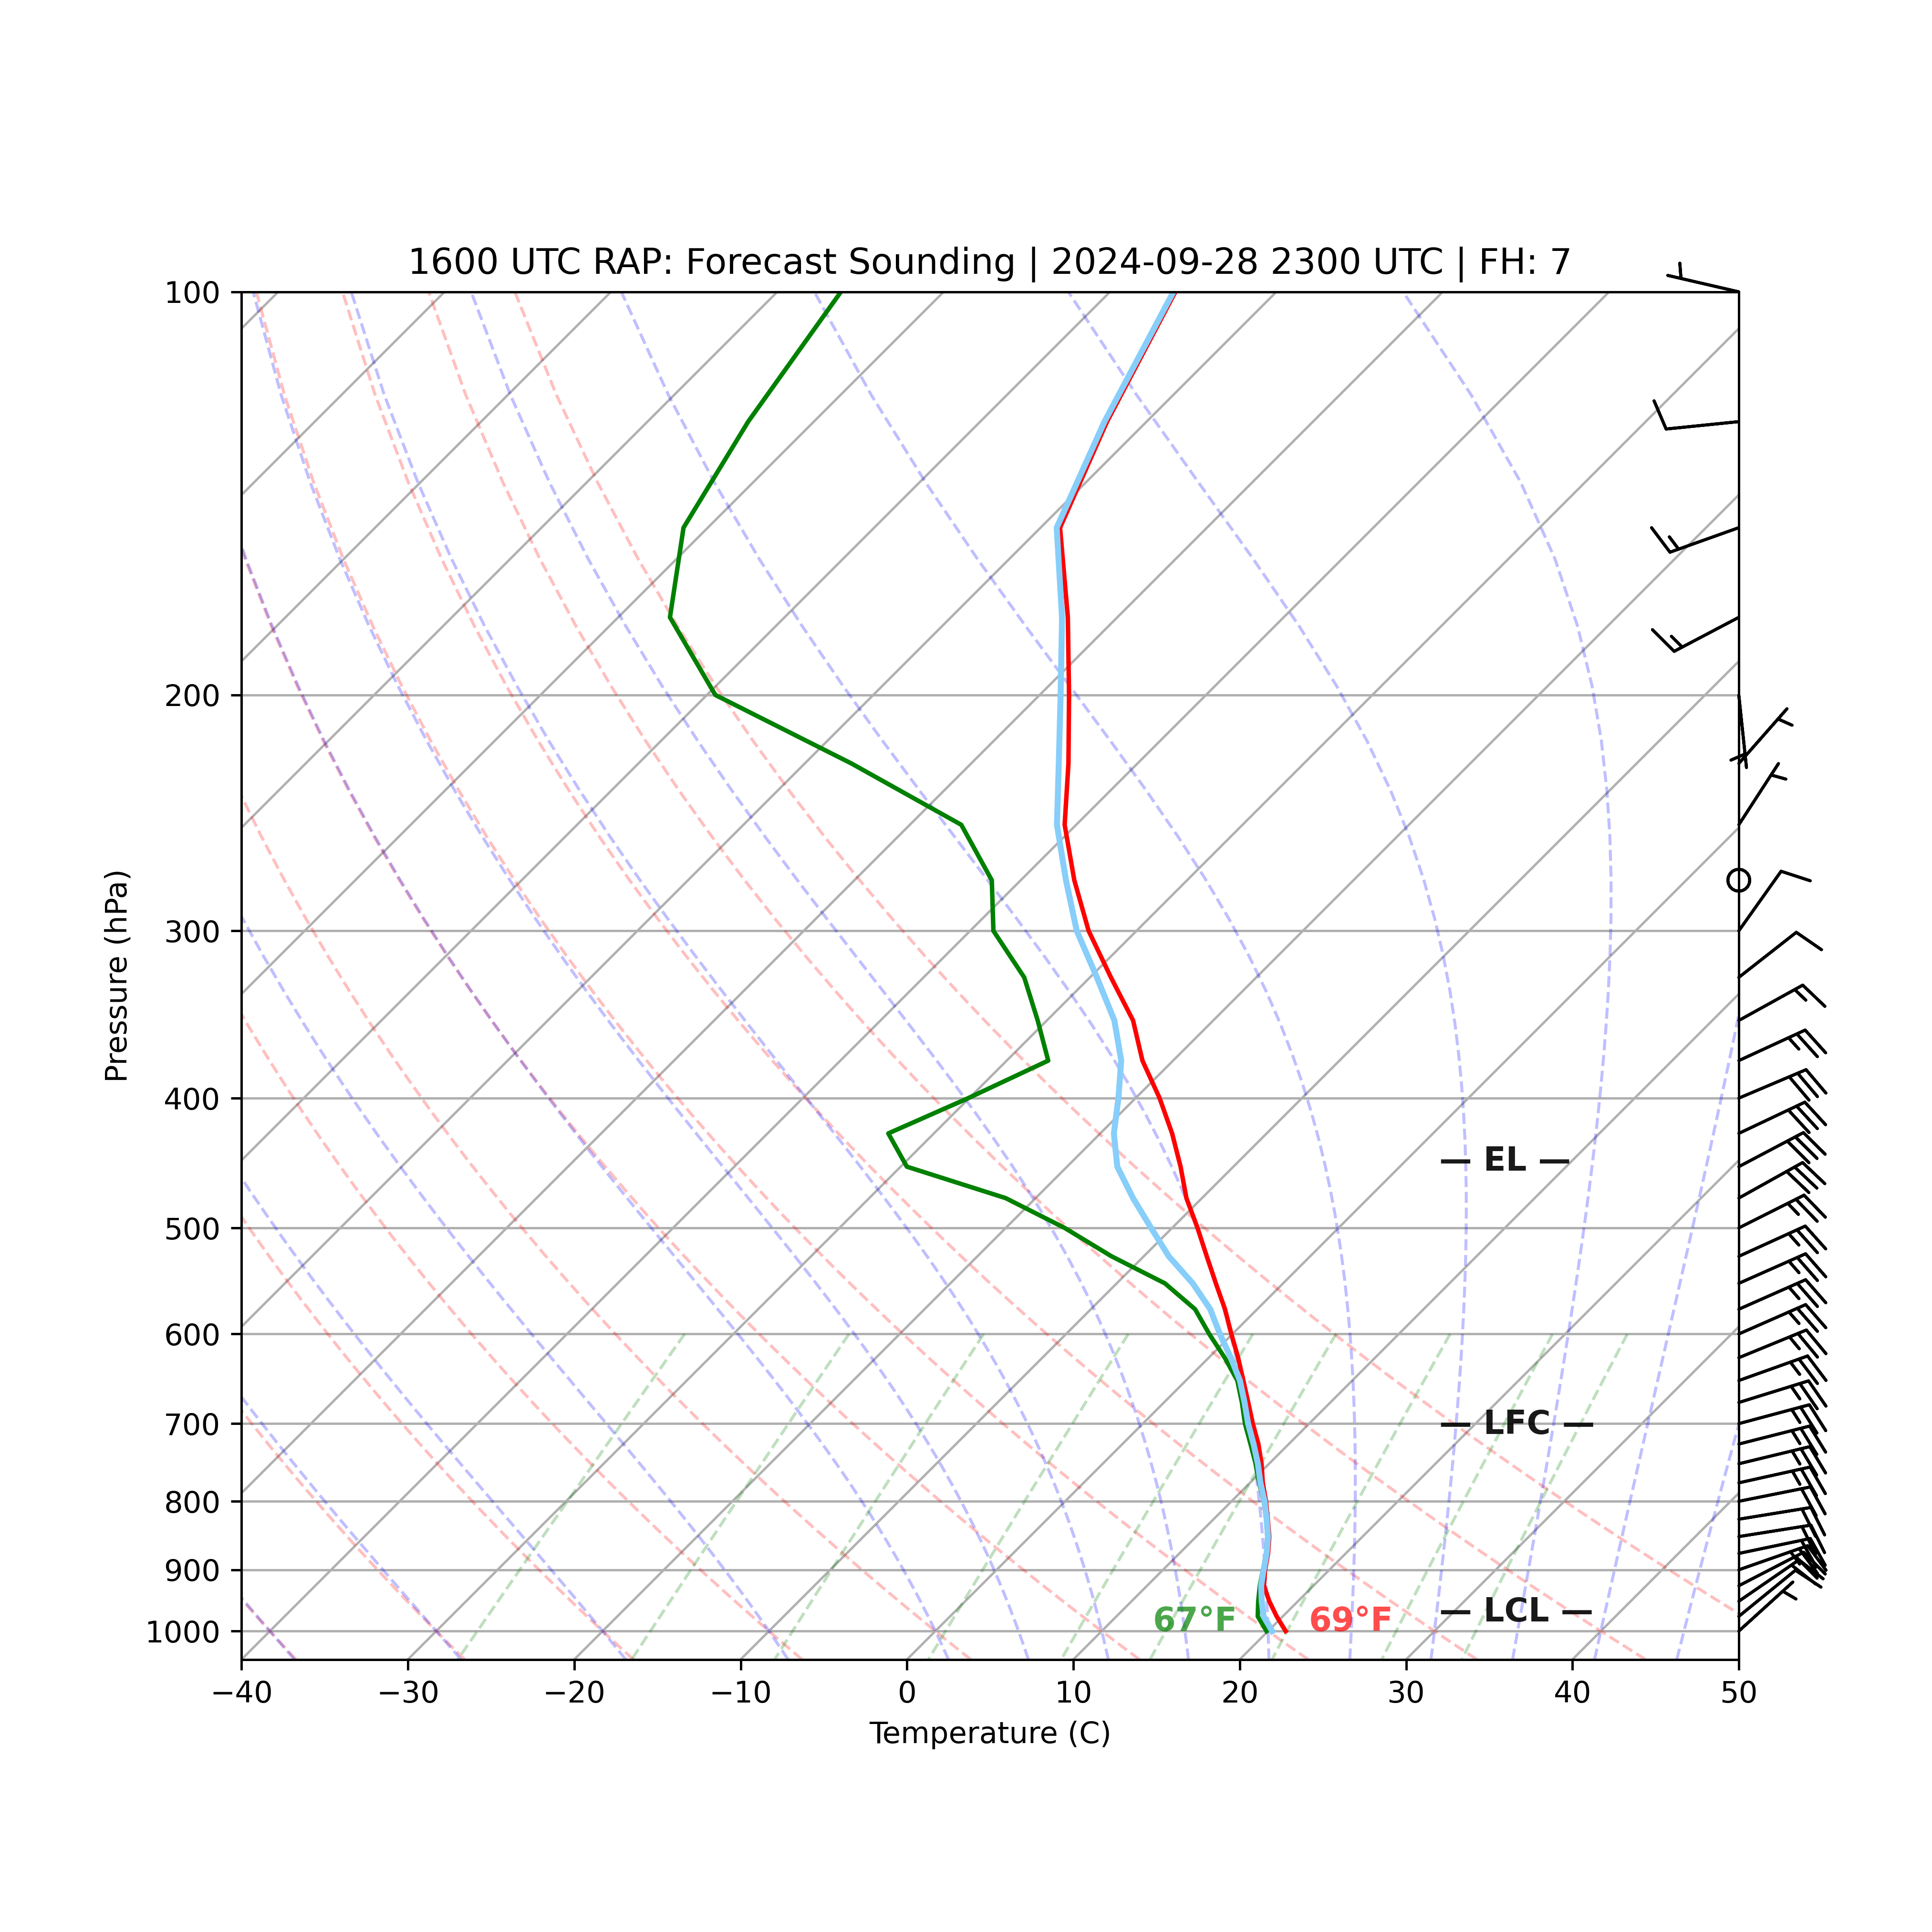 1600 UTC RAP: Forecast Sounding | 2024-09-28 2300 UTC | FH: 7
100
200
300
400
500
600
700
800
900
1000
Pressure (hPa)
— EL —
— LFC —
— LCL —
67°F
69°F
−40 −30 −20 −10 0 10 20 30 40 50
Temperature (C)